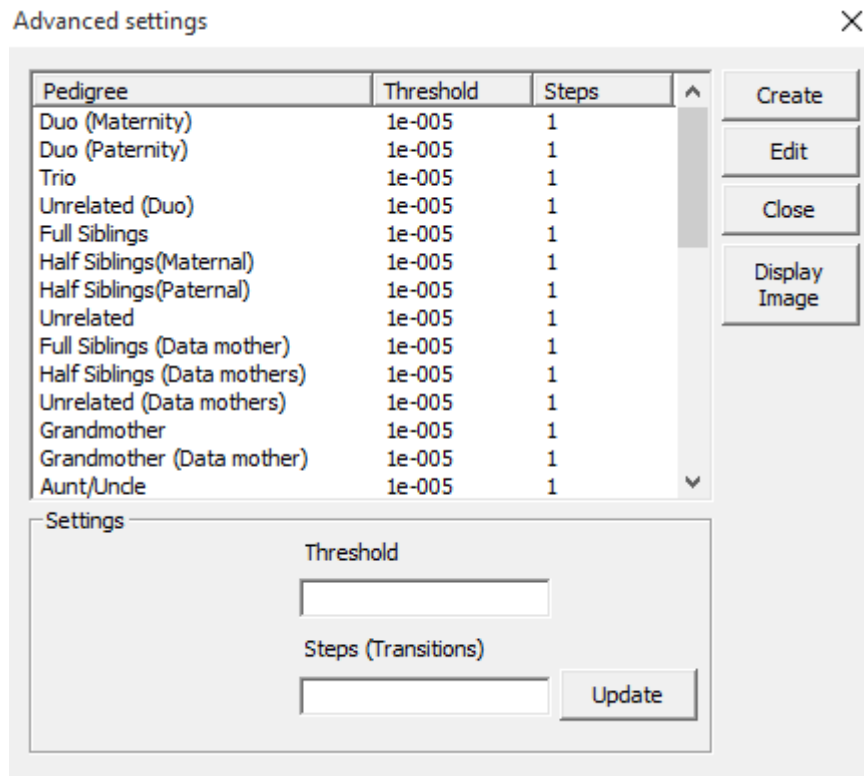 Advanced settings
Pedigree Threshold Steps
Duo (Maternity) 1e-005 1
Duo (Paternity) 1e-005 1
Trio 1e-005 1
Unrelated (Duo) 1e-005 1
Full Siblings 1e-005 1
Half Siblings(Maternal) 1e-005 1
Half Siblings(Paternal) 1e-005 1
Unrelated 1e-005 1
Full Siblings (Data mother) 1e-005 1
Half Siblings (Data mothers) 1e-005 1
Unrelated (Data mothers) 1e-005 1
Grandmother 1e-005 1
Grandmother (Data mother) 1e-005 1
Aunt/Uncle 1e-005 1
Create
Edit
Close
Display
Image
Settings
Threshold
Steps (Transitions)
Update